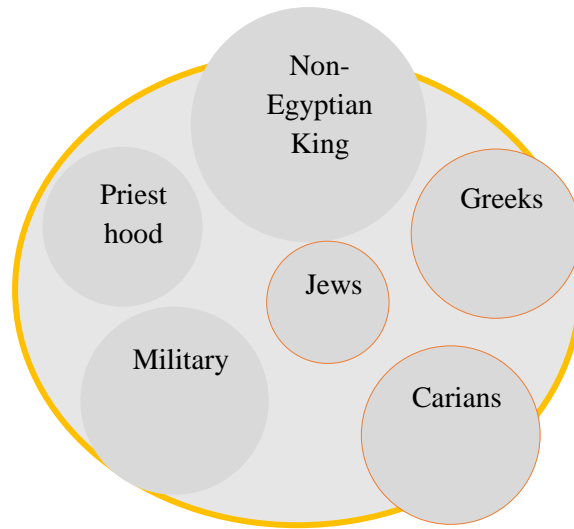 Non-
Egyptian
King
Priest
hood
Greeks
Jews
Military
Carians